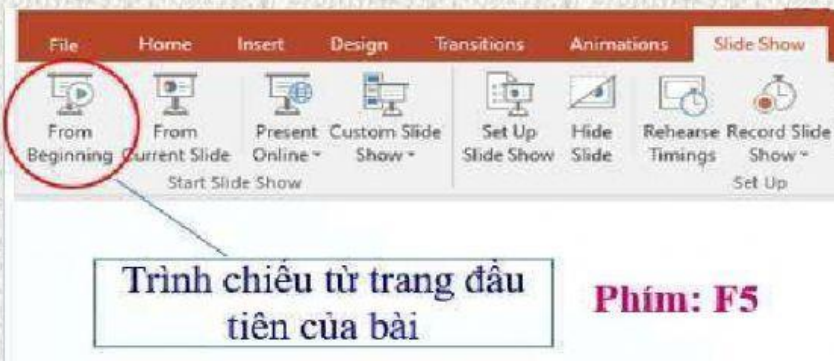 File Home Insert Design Transitions Animations Slide Show
From Beginning
From Current Slide
Present Online
Custom Slide Show
Set Up Slide Show
Hide Slide
Rehearse Timings
Record Slide Show
Start Slide Show
Set Up
Trình chiếu từ trang đầu
tiên của bài
Phím: F5